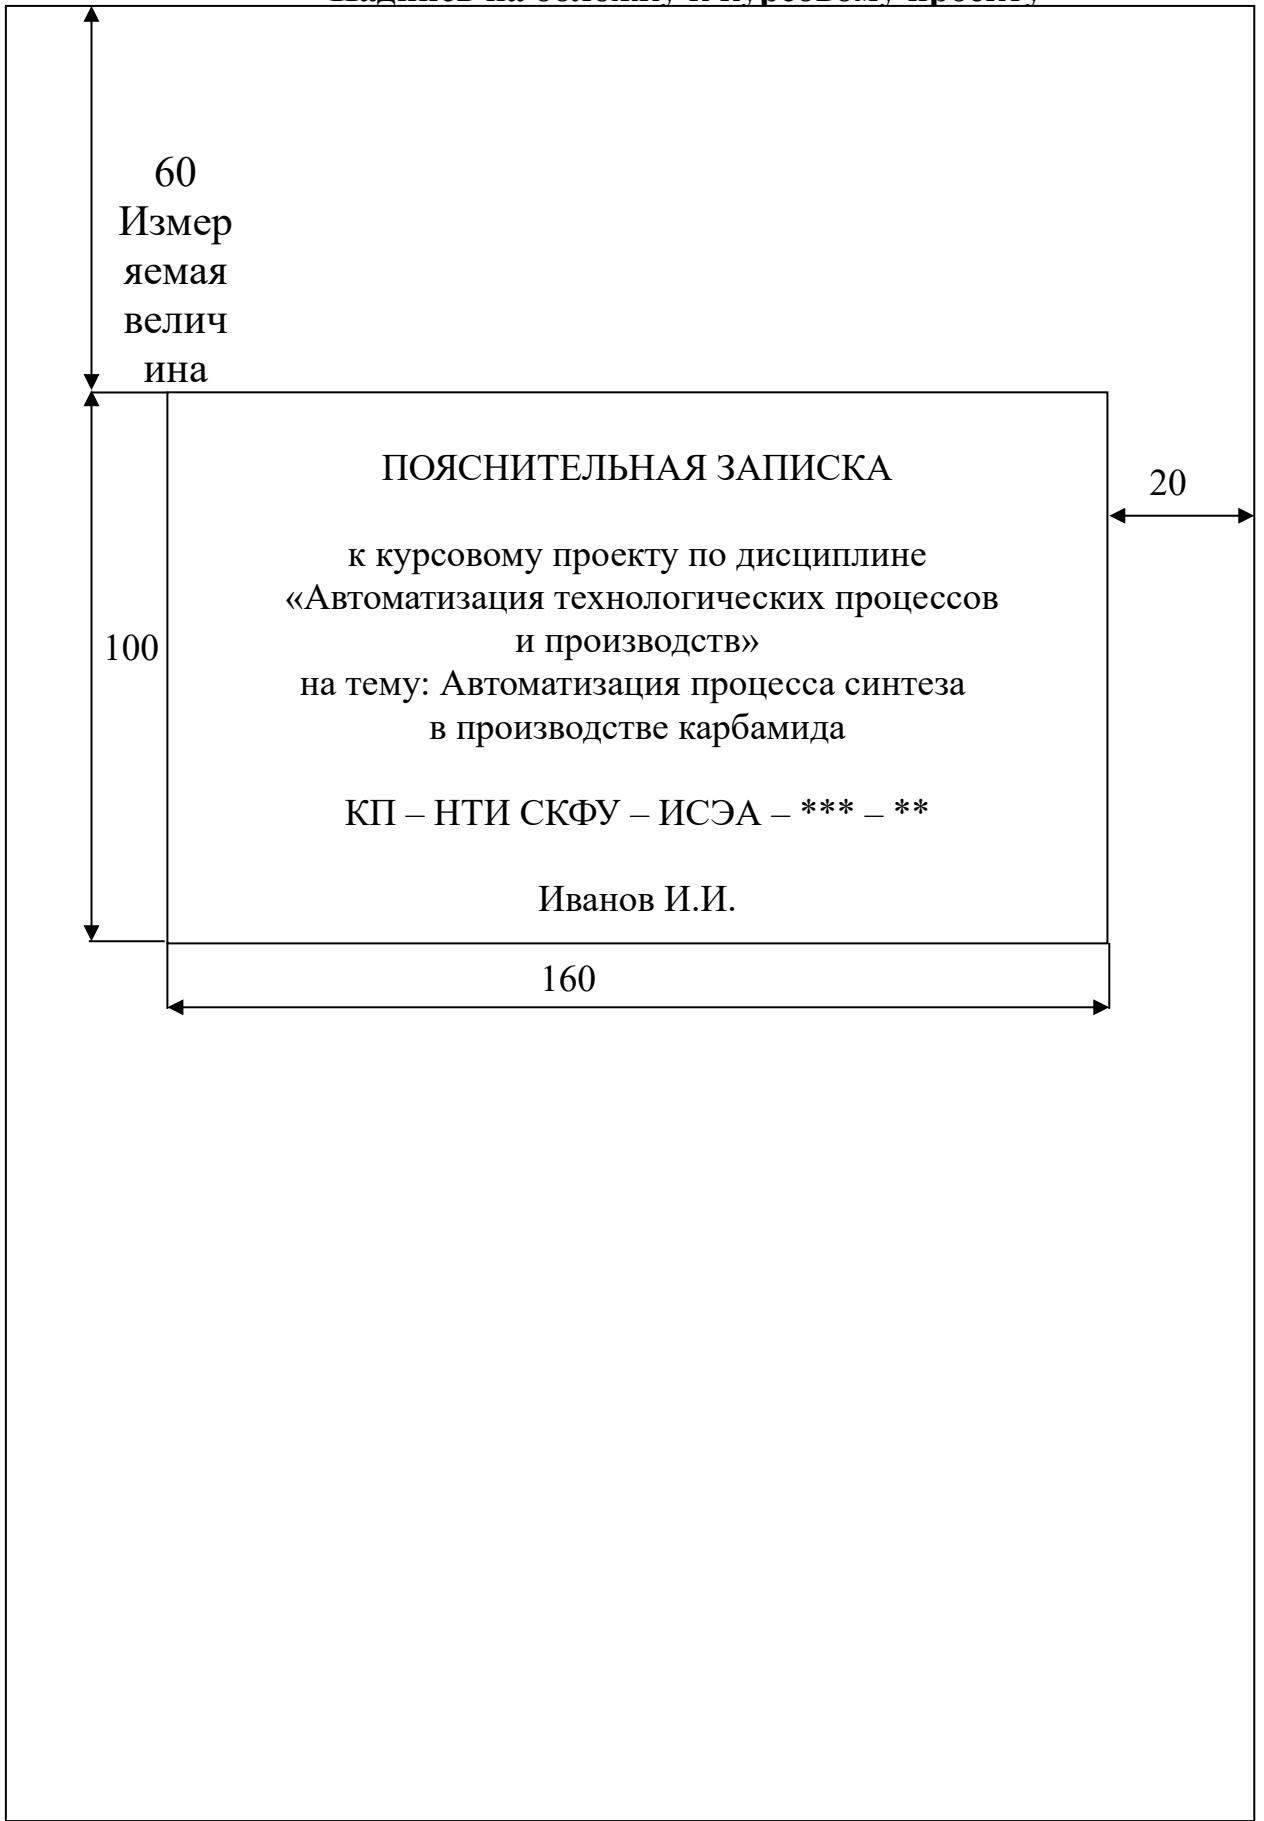 60
Измер
яемая
велич
ина
ПОЯСНИТЕЛЬНАЯ ЗАПИСКА
20
к курсовому проекту по дисциплине
«Автоматизация технологических процессов
и производств»
100
на тему: Автоматизация процесса синтеза
в производстве карбамида
КП – НТИ СКФУ – ИСЭА – *** – **
Иванов И.И.
160